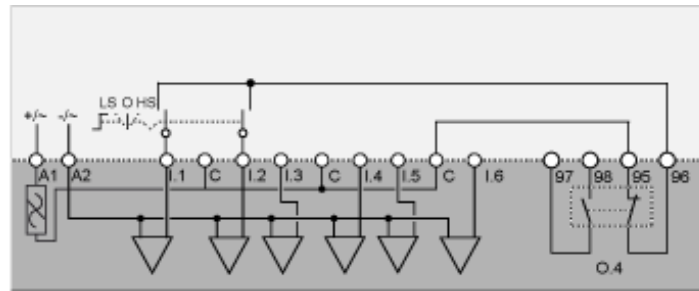 LS O HS
+/~ -/~
A1 A2 I.1 C I.2 I.3 C I.4 I.5 C I.6 97 98 95 96
O.4